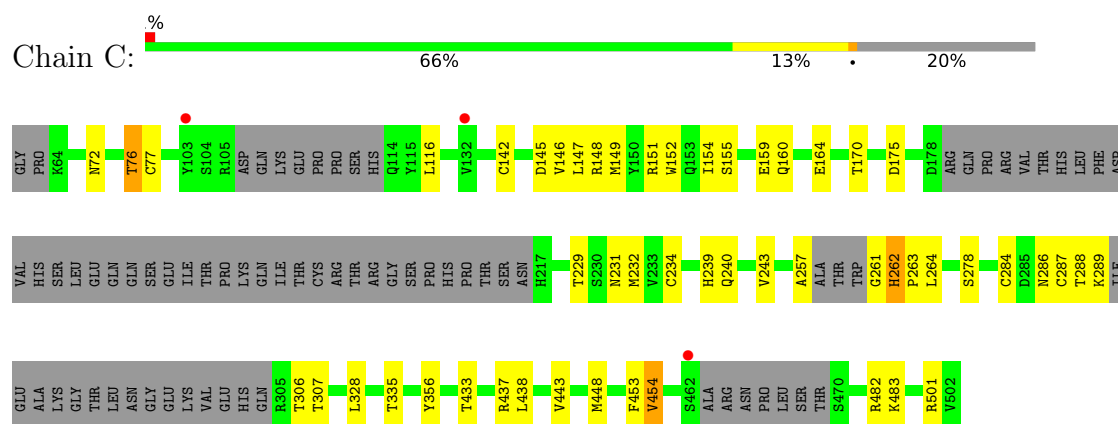 %
Chain C:
66% 13% • 20%
GLY PRO K64 N72 T76 C77 Y103 S104 R105 ASP GLN LYS GLU PRO PRO SER HIS Q114 Y115 L116 V132 C142 D145 V146 L147 R148 M149 Y150 R151 W152 Q153 I154 S155 E159 Q160 E164 T170 D175 D178 ARG GLN PRO ARG VAL THR HIS LEU PHE ASP
VAL HIS SER LEU GLU GLN GLN SER GLU ILE THR PRO LYS GLN ILE THR CYS ARG THR ARG GLY SER PRO HIS PRO THR SER ASN H217 T229 S230 N231 M232 V233 C234 H239 Q240 V243 A257 ALA THR TRP G261 H262 P263 L264 S278 C284 D285 N286 C287 T288 K289 ILE
GLU ALA LYS GLY THR LEU ASN GLY GLU LYS VAL GLU HIS GLN R305 T306 T307 L328 T335 Y356 T433 R437 L438 V443 M448 F453 V454 S462 ALA ARG ASN PRO LEU SER THR S470 R482 K483 R501 V502